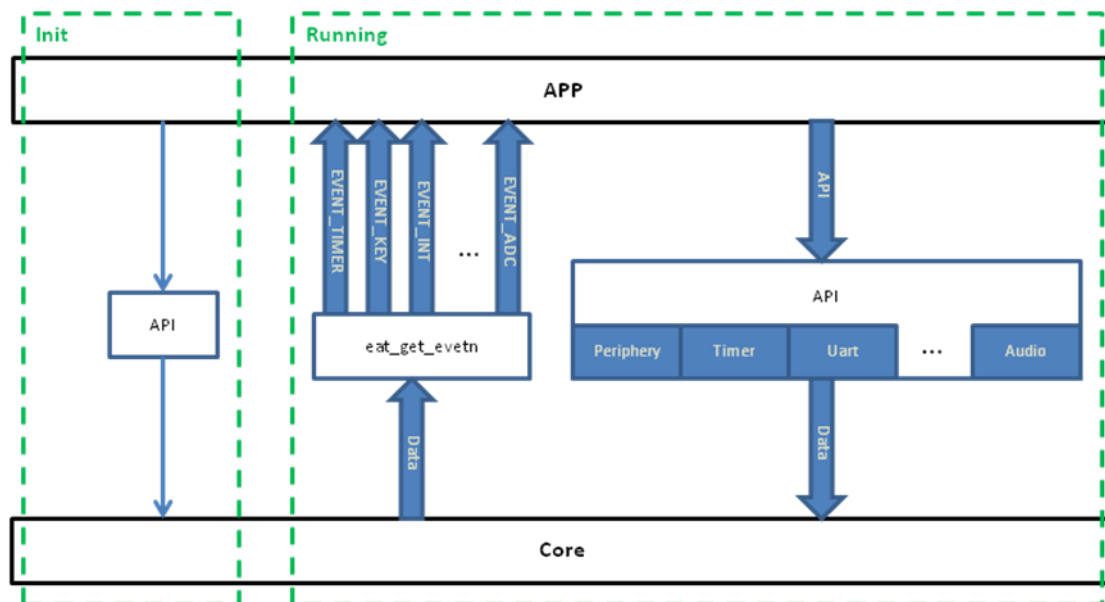 Init
Running
APP
EVENT_TIMER
EVENT_KEY
EVENT_INT
...
EVENT_ADC
API
API
API
eat_get_evetn
Periphery
Timer
Uart
...
Audio
Data
Data
Core